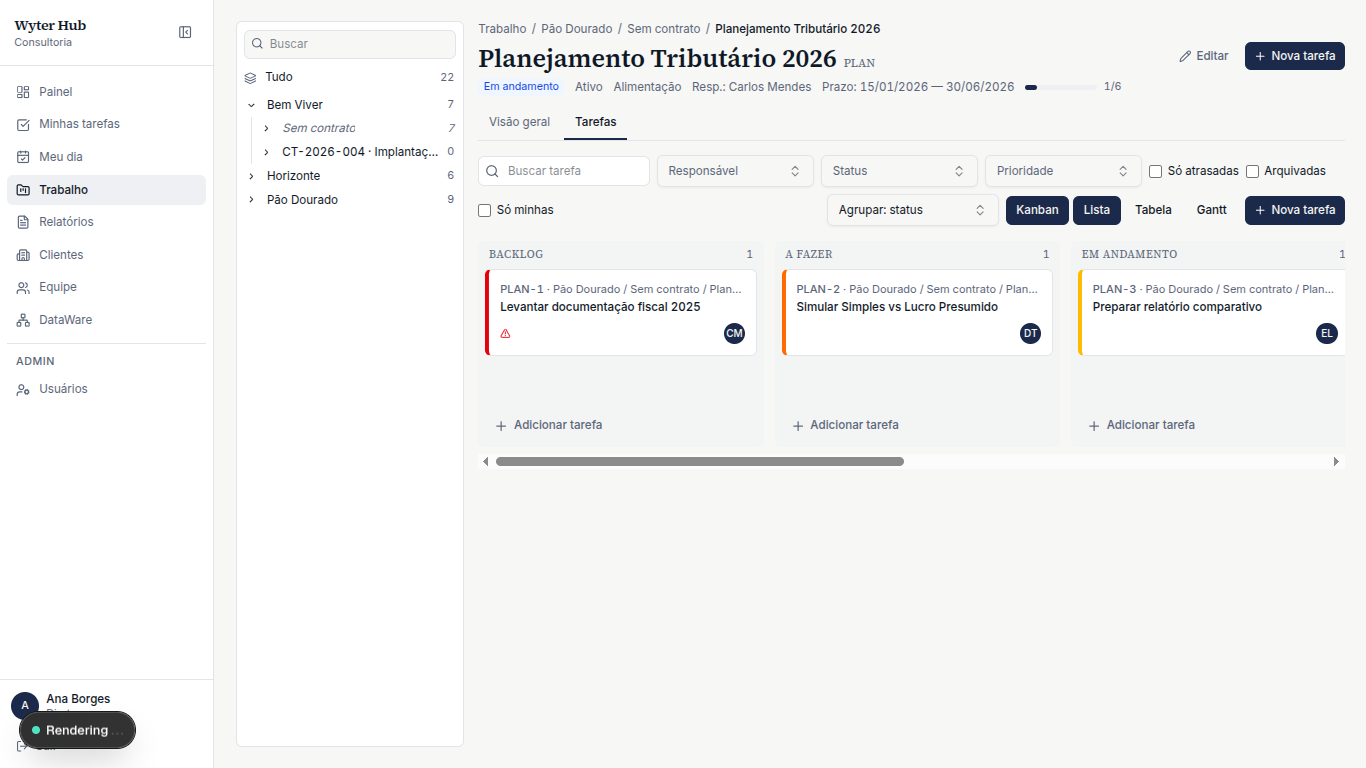 Wyter Hub
Consultoria
Painel
Minhas tarefas
Meu dia
Trabalho
Relatórios
Clientes
Equipe
DataWare
ADMIN
Usuários
A
Ana Borges
Rendering ...
Buscar
Tudo 22
Bem Viver 7
Sem contrato 7
CT-2026-004 · Implantaç... 0
Horizonte 6
Pão Dourado 9
Trabalho / Pão Dourado / Sem contrato / Planejamento Tributário 2026
Planejamento Tributário 2026 PLAN
Editar
+ Nova tarefa
Em andamento Ativo Alimentação Resp.: Carlos Mendes Prazo: 15/01/2026 — 30/06/2026 1/6
Visão geral Tarefas
Buscar tarefa Responsável Status Prioridade Só atrasadas Arquivadas
Só minhas Agrupar: status Kanban Lista Tabela Gantt + Nova tarefa
BACKLOG 1
PLAN-1 · Pão Dourado / Sem contrato / Plan...
Levantar documentação fiscal 2025
CM
+ Adicionar tarefa
A FAZER 1
PLAN-2 · Pão Dourado / Sem contrato / Plan...
Simular Simples vs Lucro Presumido
DT
+ Adicionar tarefa
EM ANDAMENTO 1
PLAN-3 · Pão Dourado / Sem contrato / Plan...
Preparar relatório comparativo
EL
+ Adicionar tarefa